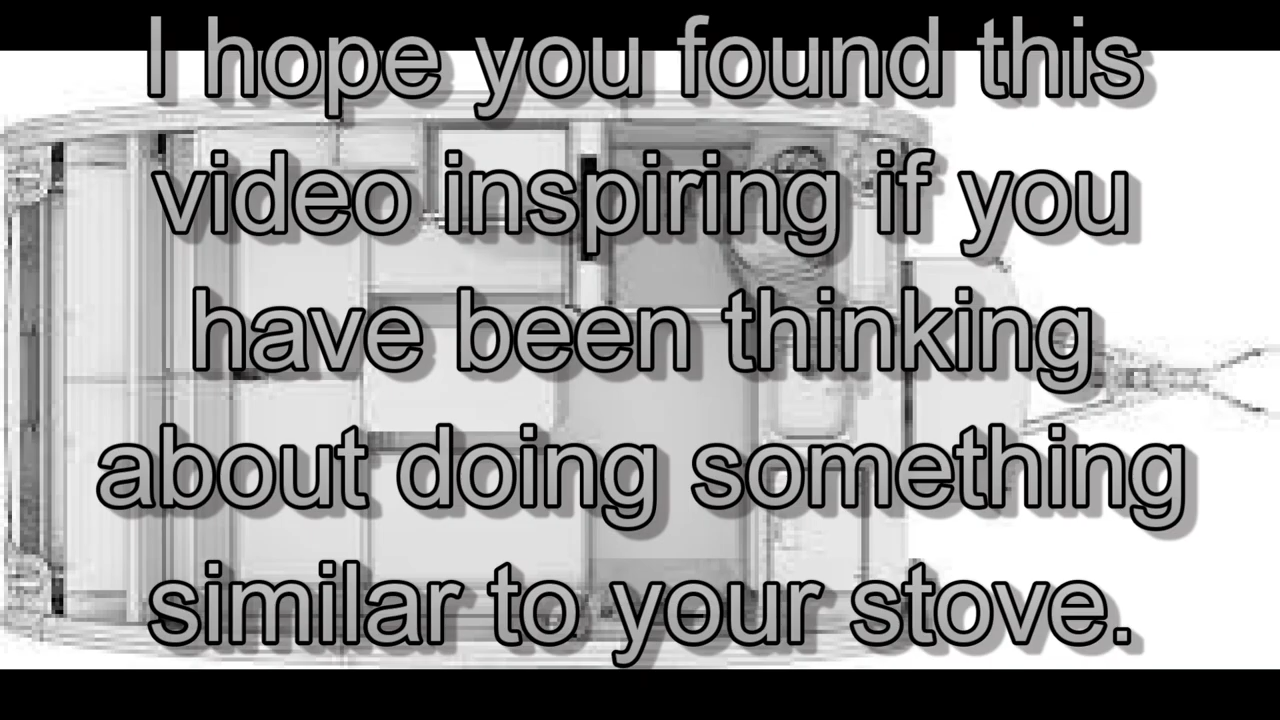 I hope you found this
video inspiring if you
have been thinking
about doing something
similar to your stove.